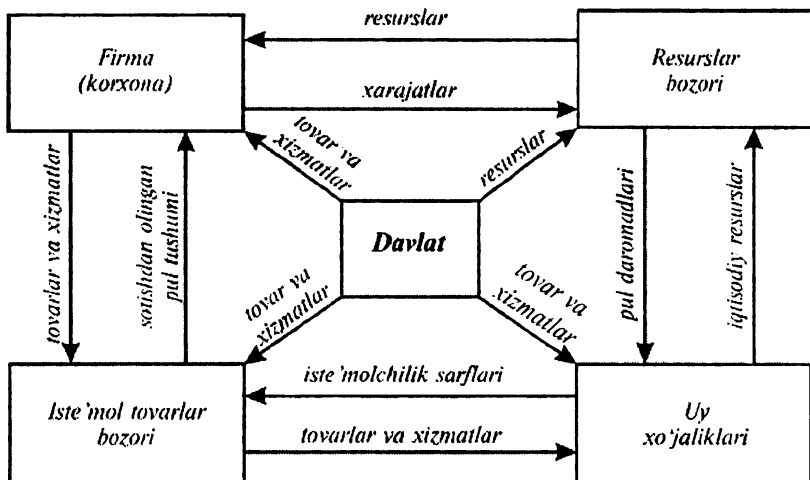 resurslar
Firma
(korxona)
Resurslar
bozori
xarajatlar
tovar va
xizmatlar
resurslar
tovarlar va xizmatlar
sotishdan olingan
pul tushumi
Davlat
pul daromadlari
iqtisodiy resurslar
tovar va
xizmatlar
tovar va
xizmatlar
iste'molchilik sarflari
Iste'mol tovarlar
bozori
Uy
xo'jaliklari
tovarlar va xizmatlar